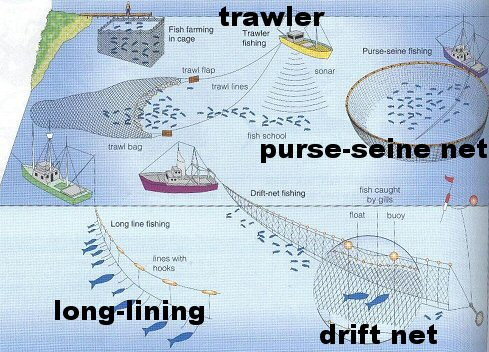 trawler
Fish farming
in cage
Trawler
fishing
Purse-seine fishing
trawl flap
sonar
trawl lines
trawl bag
fish school
purse-seine net
Drift-net fishing
fish caught
by gills
float
buoy
Long line fishing
lines with
hooks
long-lining
drift net